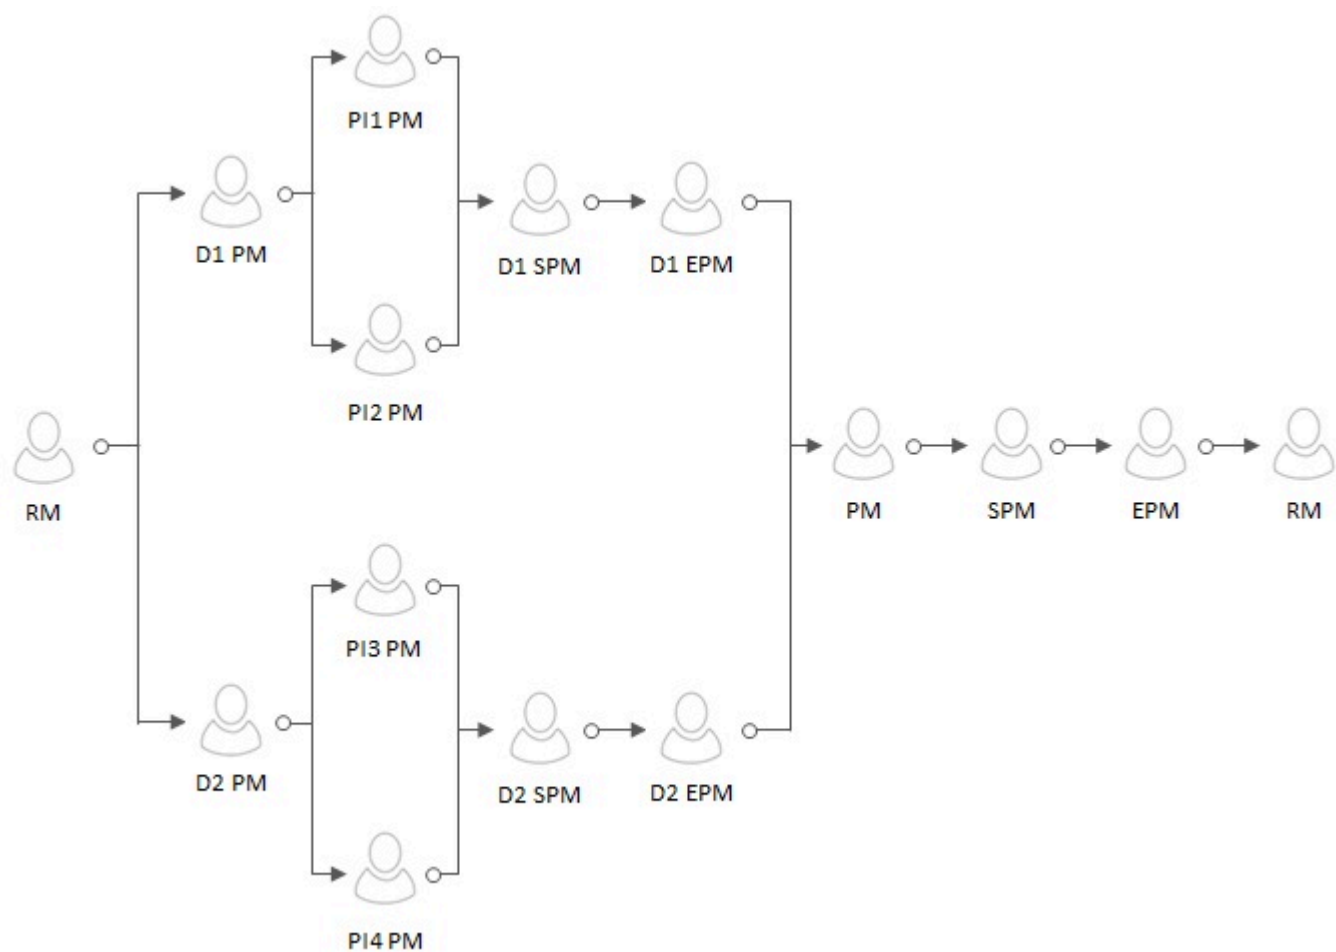 PI1 PM
D1 PM
D1 SPM
D1 EPM
PI2 PM
RM
PM
SPM
EPM
RM
PI3 PM
D2 PM
D2 SPM
D2 EPM
PI4 PM